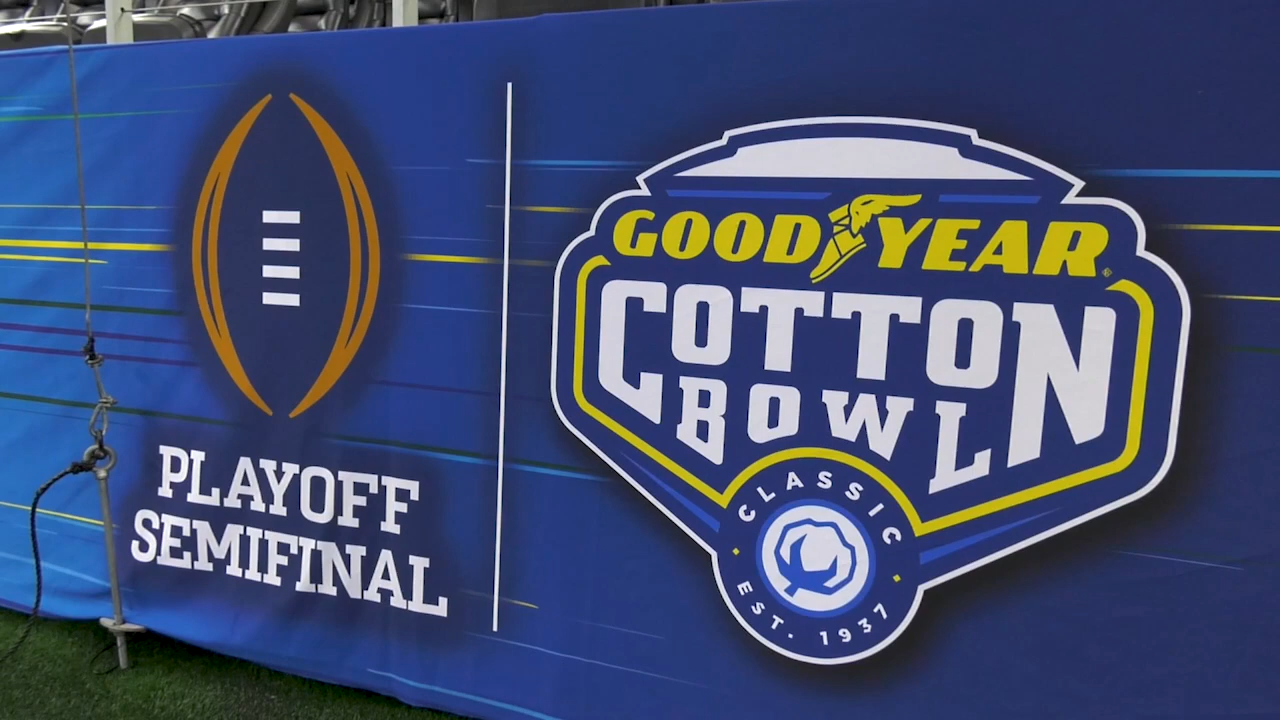 PLAYOFF
SEMIFINAL
GOODYEAR
COTTON
BOWL
CLASSIC
EST. 1937